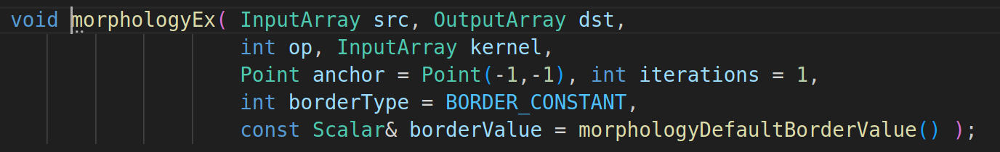 void morphologyEx( InputArray src, OutputArray dst,
int op, InputArray kernel,
Point anchor = Point(-1,-1), int iterations = 1,
int borderType = BORDER_CONSTANT,
const Scalar& borderValue = morphologyDefaultBorderValue() );